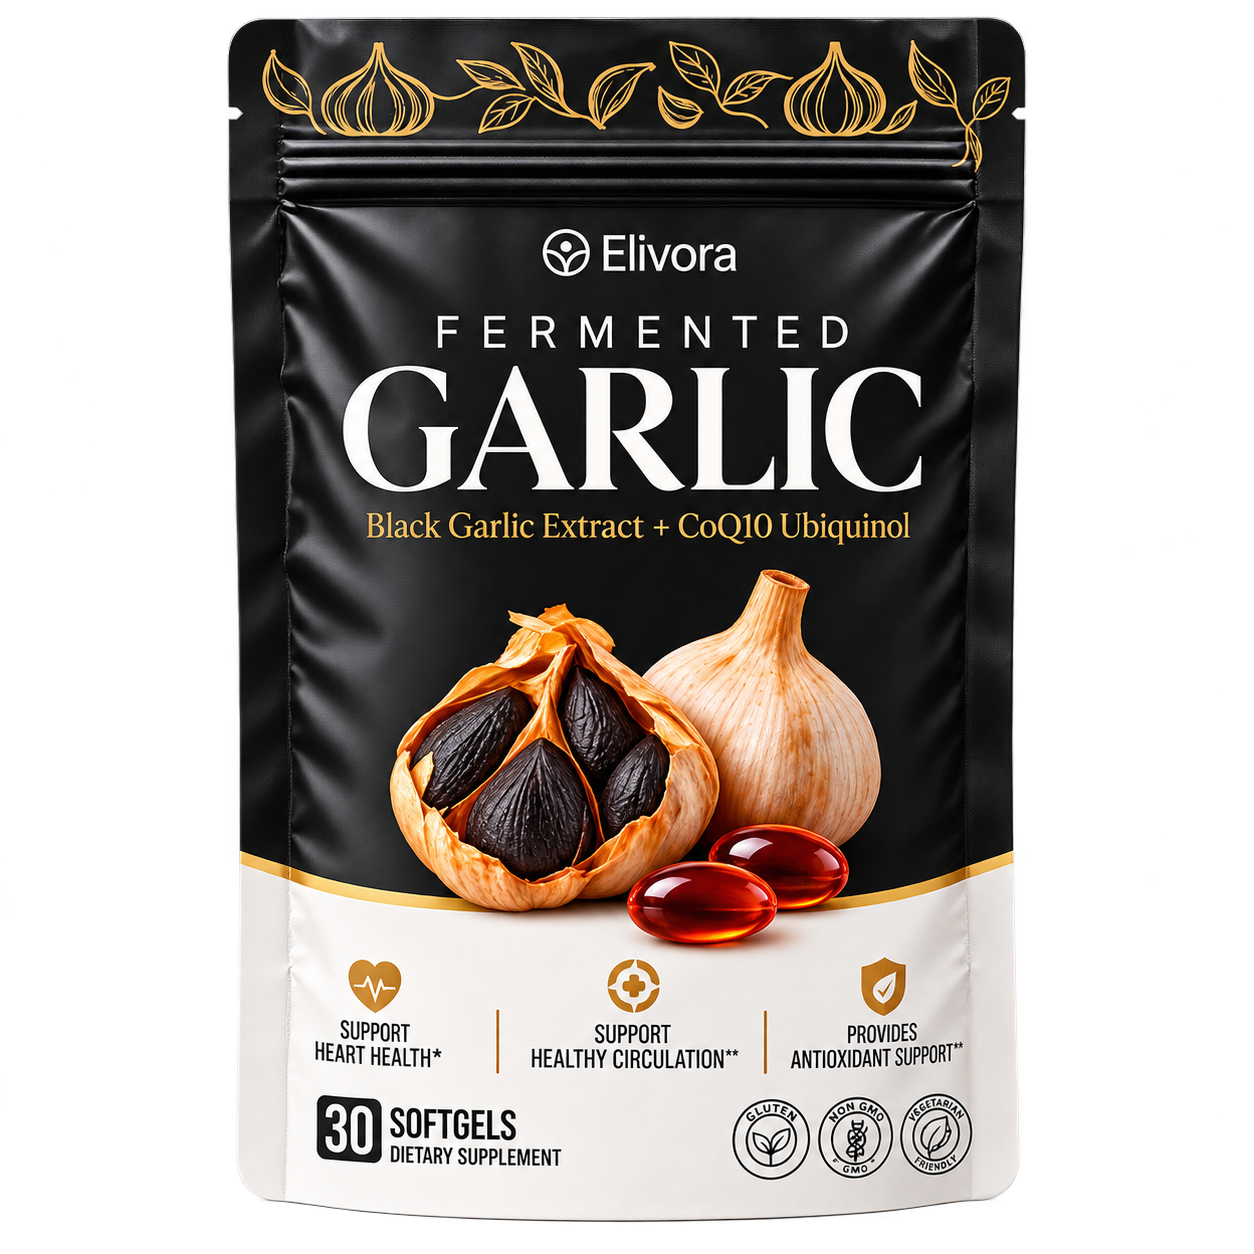 Elivora
FERMENTED
GARLIC
Black Garlic Extract + CoQ10 Ubiquinol
SUPPORT
HEART HEALTH*
SUPPORT
HEALTHY CIRCULATION**
PROVIDES
ANTIOXIDANT SUPPORT**
30 SOFTGELS
DIETARY SUPPLEMENT
GLUTEN
NON GMO
GMO
VEGETARIAN
FRIENDLY